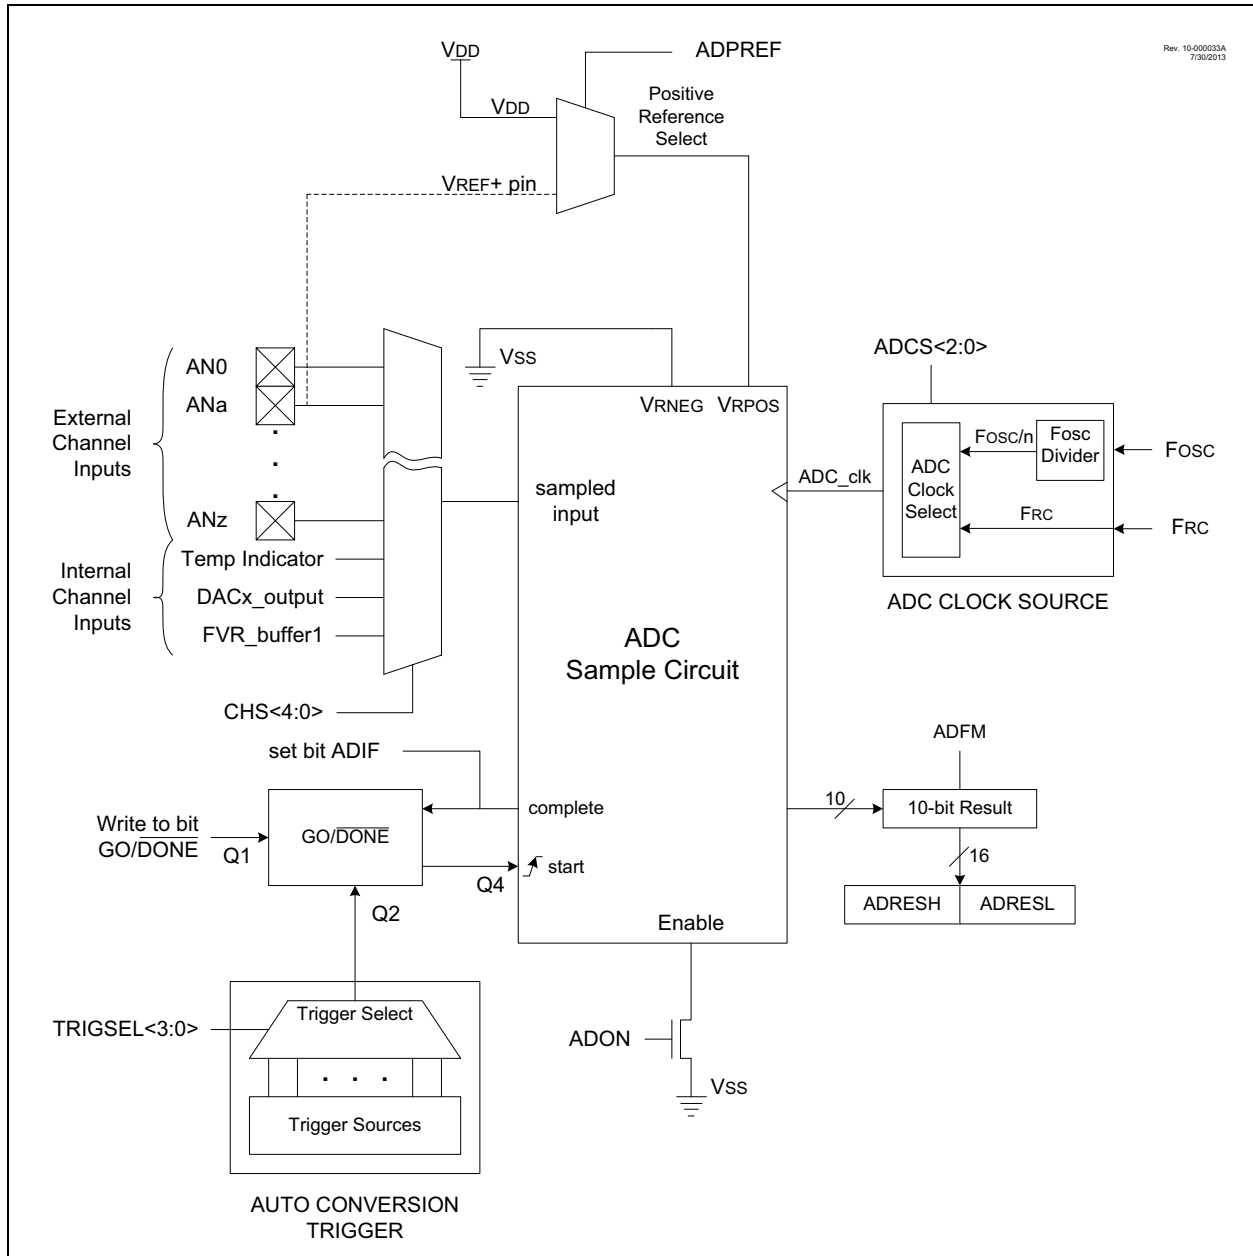 VDD
ADPREF
Rev. 10-000033A
7/30/2013
VDD
Positive
Reference
Select
VREF+ pin
VSS
ADCS<2:0>
AN0
ANa
VRNEG
VRPOS
External
Channel
Inputs
.
.
.
FOSC/n
Fosc
Divider
FOSC
ADC
Clock
Select
ADC_clk
sampled
input
ANz
FRC
FRC
Temp Indicator
Internal
Channel
Inputs
DACx_output
FVR_buffer1
ADC CLOCK SOURCE
ADC
Sample Circuit
CHS<4:0>
set bit ADIF
ADFM
complete
10
10-bit Result
Write to bit
GO/DONE
Q1
GO/DONE
Q4
start
16
ADRESH
ADRESL
Q2
Enable
Trigger Select
TRIGSEL<3:0>
ADON
. . .
VSS
Trigger Sources
AUTO CONVERSION
TRIGGER